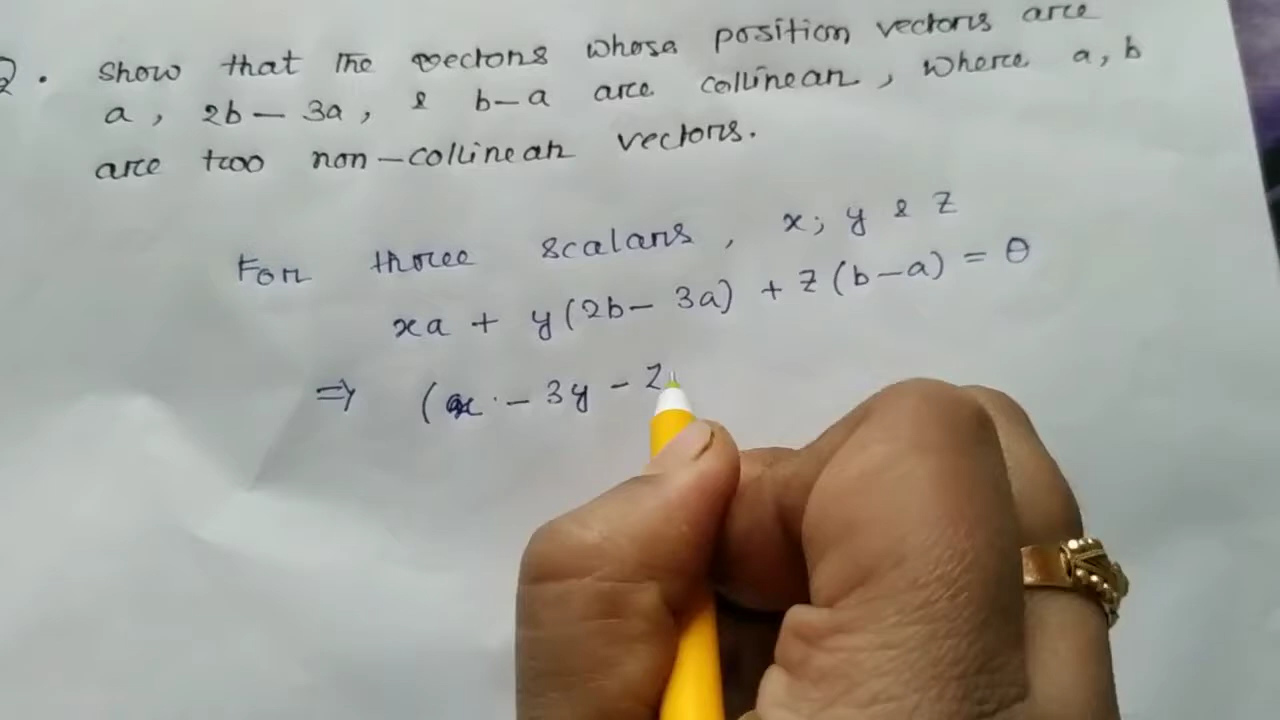 Q. Show that the vectors whose position vectors are
a, 2b - 3a, & b-a are collinear, where a, b
are two non-collinear vectors.
For three scalars, x, y & z
xa + y(2b - 3a) + z(b-a) = θ
⇒ (x - 3y - z